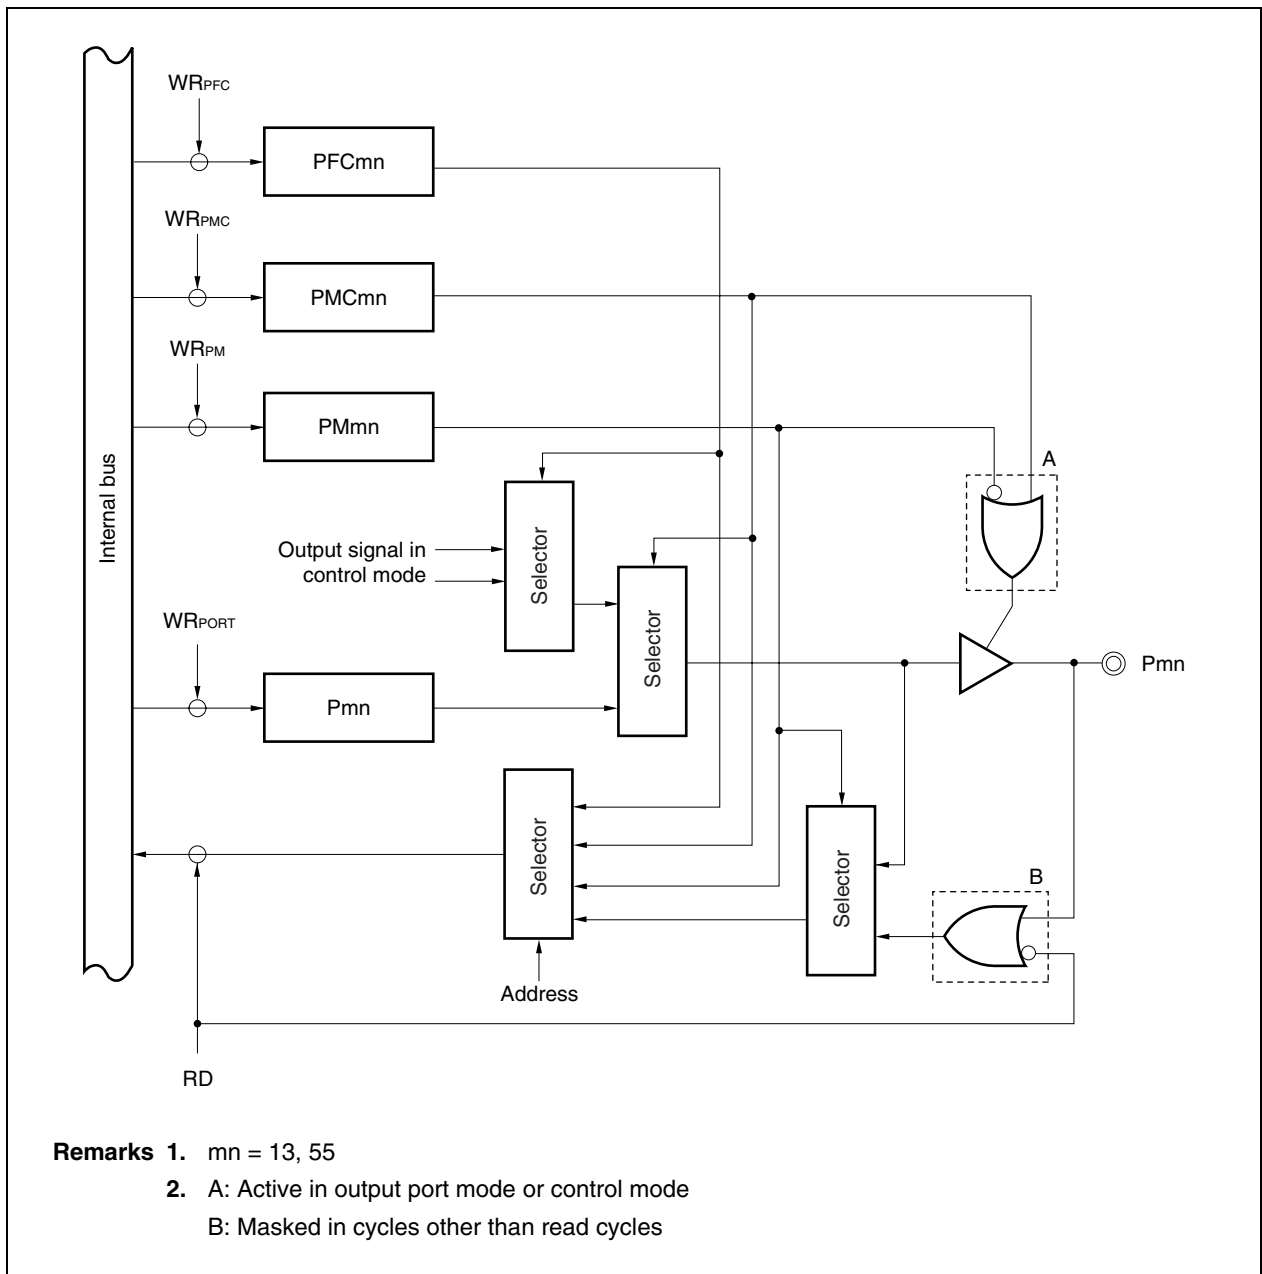 WRPFC
PFCmn
WRPMC
PMCmn
WRPM
PMmn
A
Internal bus
Output signal in
control mode
Selector
Selector
WRPORT
Pmn
Pmn
Selector
Selector
B
Address
RD
Remarks 1. mn = 13, 55
2. A: Active in output port mode or control mode
B: Masked in cycles other than read cycles